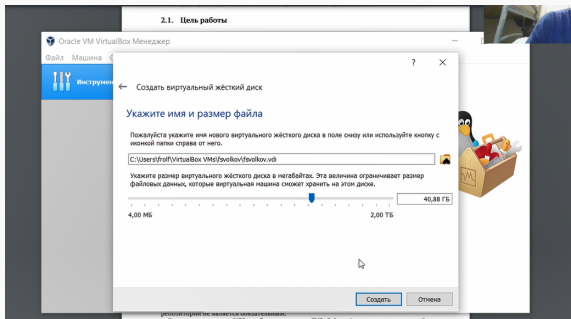 2.1. Цель работы
Oracle VM VirtualBox Менеджер
Файл Машина
Инструмен
?
Создать виртуальный жёсткий диск
Укажите имя и размер файла
Пожалуйста укажите имя нового виртуального жёсткого диска в поле снизу или используйте кнопку с
иконкой папки справа от него.
C:\Users\frolf\VirtualBox VMs\fsvolkov\fsvolkov.vdi
Укажите размер виртуального жёсткого диска в мегабайтах. Эта величина ограничивает размер
файловых данных, которые виртуальная машина сможет хранить на этом диске.
40,88 ГБ
4,00 МБ 2,00 ТБ
Создать Отмена
репозитории не является обязательным.